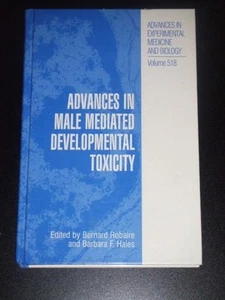 ADVANCES IN
EXPERIMENTAL
MEDICINE
AND BIOLOGY
Volume 518
ADVANCES IN
MALE MEDIATED
DEVELOPMENTAL
TOXICITY
Edited by Bernard Robaire
and Barbara F. Hales